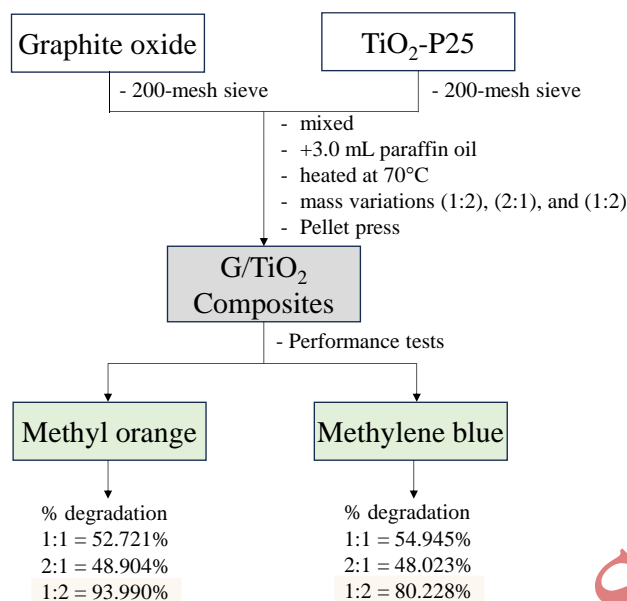 Graphite oxide
TiO₂-P25
- 200-mesh sieve
- 200-mesh sieve
- mixed
- +3.0 mL paraffin oil
- heated at 70°C
- mass variations (1:2), (2:1), and (1:2)
- Pellet press
G/TiO₂
Composites
- Performance tests
Methyl orange
Methylene blue
% degradation
1:1 = 52.721%
2:1 = 48.904%
1:2 = 93.990%
% degradation
1:1 = 54.945%
2:1 = 48.023%
1:2 = 80.228%